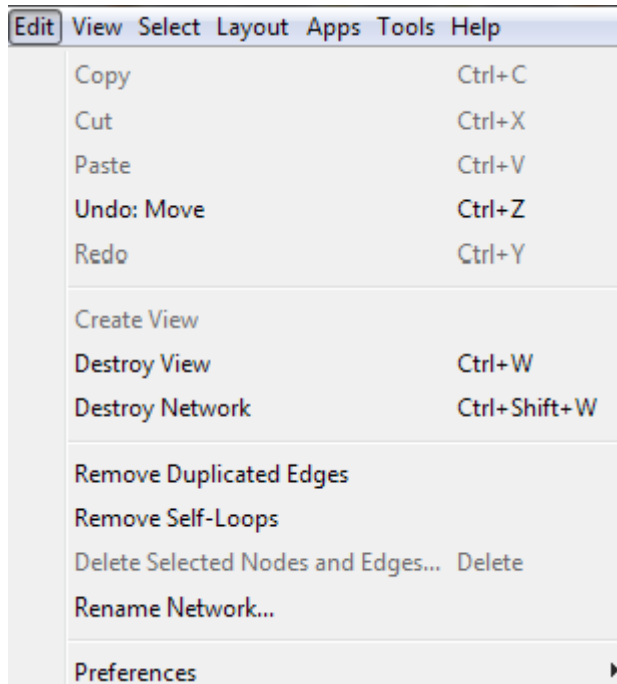 Edit View Select Layout Apps Tools Help
Copy Ctrl+C
Cut Ctrl+X
Paste Ctrl+V
Undo: Move Ctrl+Z
Redo Ctrl+Y
Create View
Destroy View Ctrl+W
Destroy Network Ctrl+Shift+W
Remove Duplicated Edges
Remove Self-Loops
Delete Selected Nodes and Edges... Delete
Rename Network...
Preferences